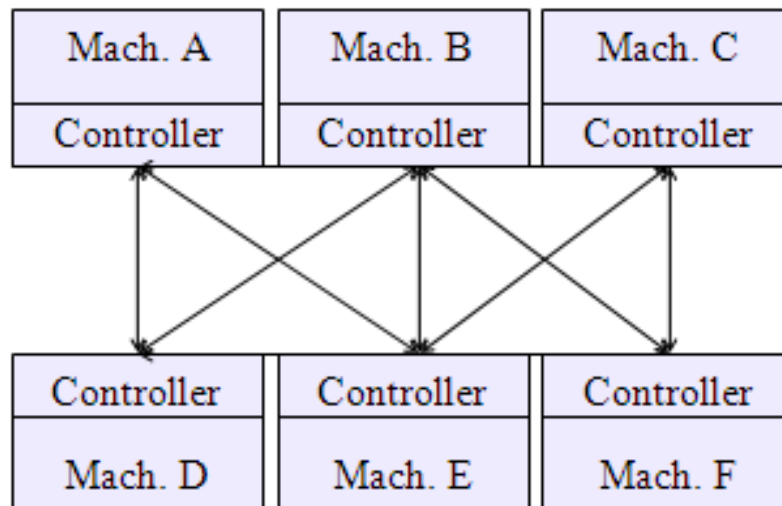 Mach. A
Mach. B
Mach. C
Controller
Controller
Controller
Controller
Controller
Controller
Mach. D
Mach. E
Mach. F